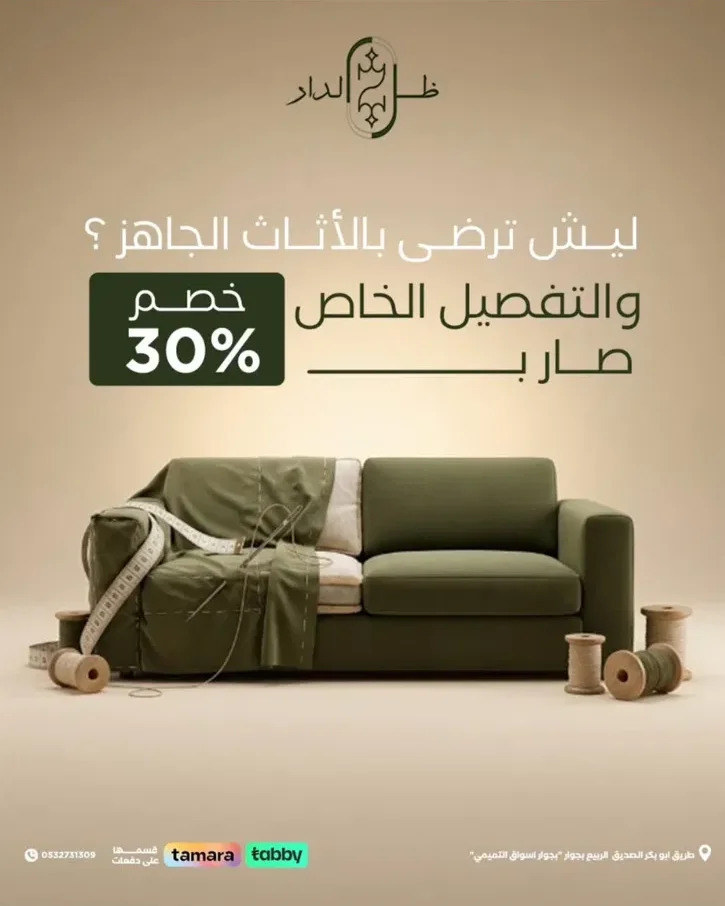 ظل الدار
ليش ترضى بالأثاث الجاهز ؟
والتفصيل الخاص
صار بـ
خصم
30%
طريق ابو بكر الصديق الربيع بجوار "بجوار اسواق التميمي"
tabby
tamara
قسمها
على دفعات
0532731309